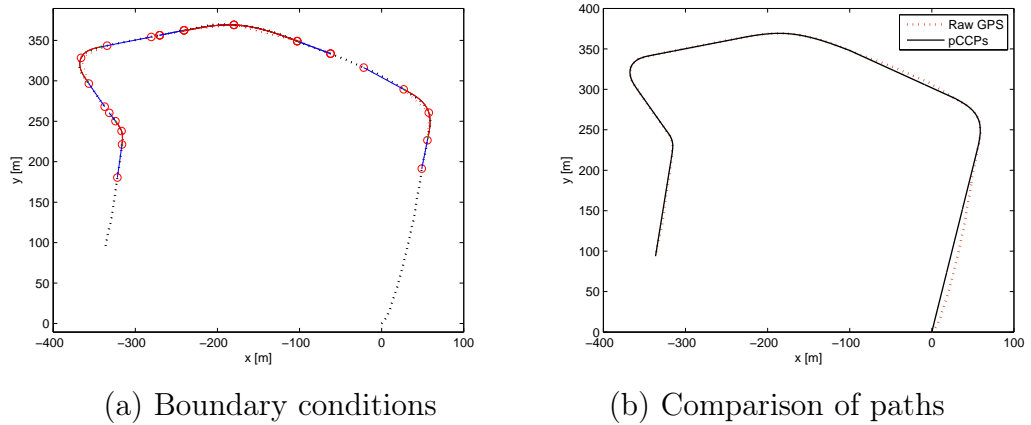 350
300
250
200
150
100
50
0
y [m]
−400 −300 −200 −100 0 100
x [m]
(a) Boundary conditions
400
350
300
250
200
150
100
50
0
y [m]
−400 −300 −200 −100 0 100
x [m]
Raw GPS
pCCPs
(b) Comparison of paths